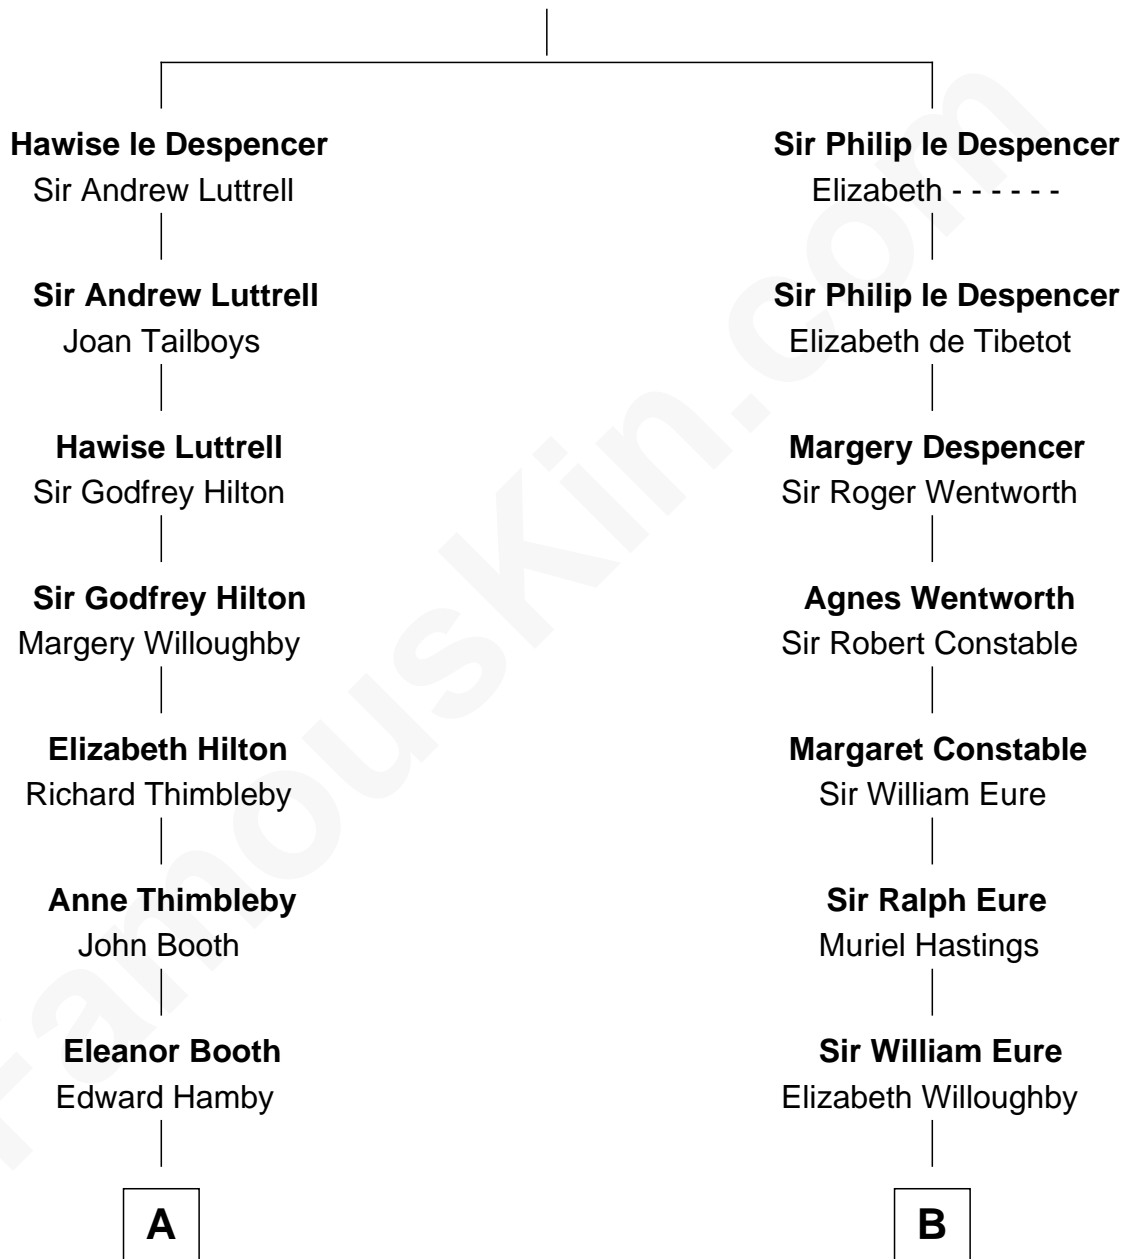 Hawise le Despencer
Sir Andrew Luttrell
Sir Andrew Luttrell
Joan Tailboys
Hawise Luttrell
Sir Godfrey Hilton
Sir Godfrey Hilton
Margery Willoughby
Elizabeth Hilton
Richard Thimbleby
Anne Thimbleby
John Booth
Eleanor Booth
Edward Hamby
A
Sir Philip le Despencer
Elizabeth - - - - - -
Sir Philip le Despencer
Elizabeth de Tibetot
Margery Despencer
Sir Roger Wentworth
Agnes Wentworth
Sir Robert Constable
Margaret Constable
Sir William Eure
Sir Ralph Eure
Muriel Hastings
Sir William Eure
Elizabeth Willoughby
B
FamousKin.com